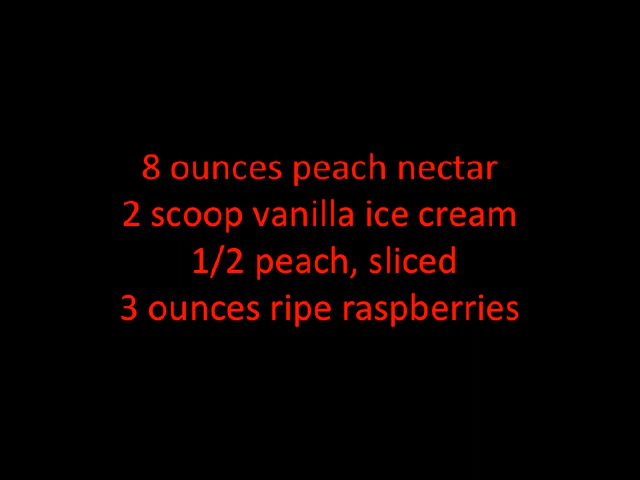 8 ounces peach nectar
2 scoop vanilla ice cream
1/2 peach, sliced
3 ounces ripe raspberries